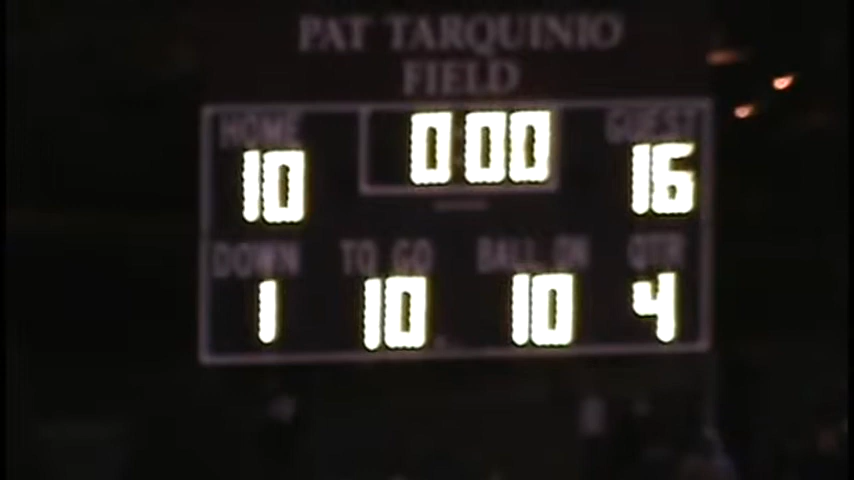 PAT TARQUINIO
FIELD
HOME 0:00 GUEST
10 16
DOWN TO GO BALL ON QTR
1 10 10 4